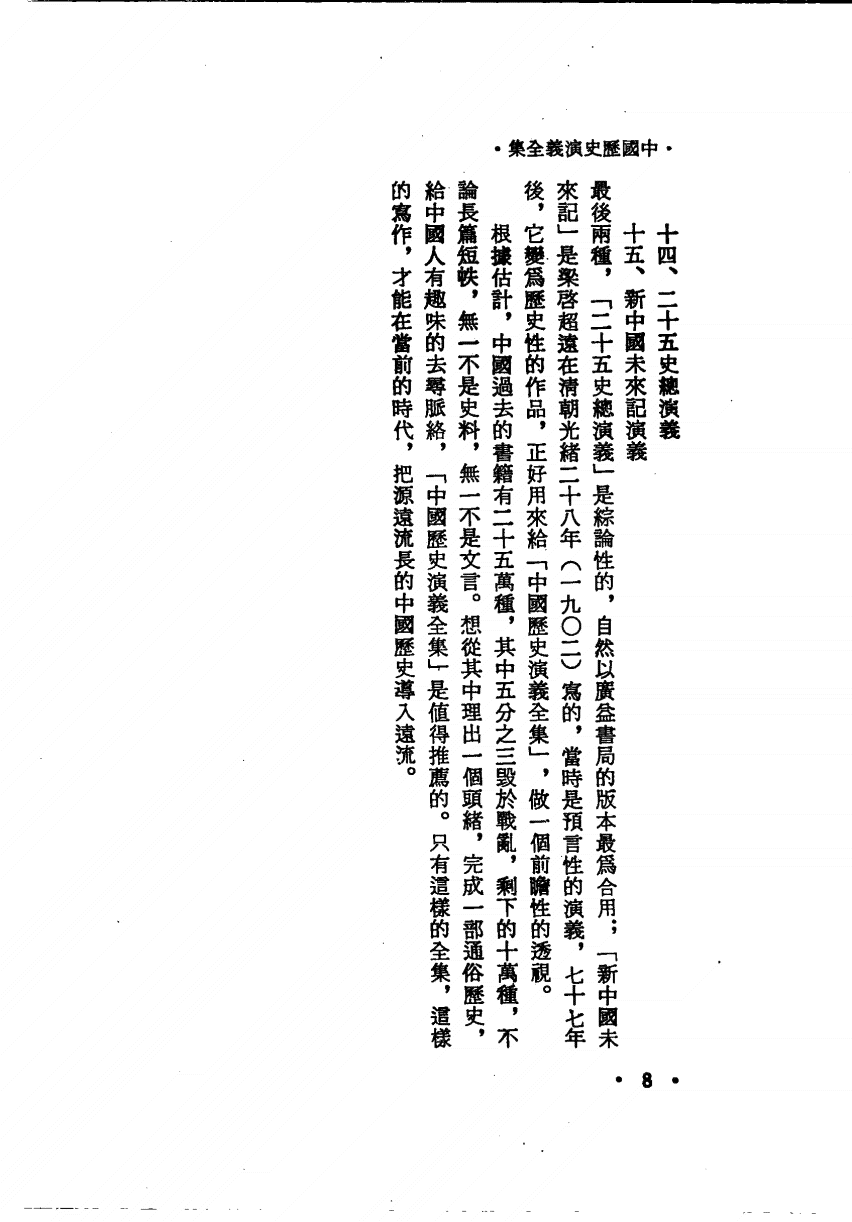 ・中國歷史演義全集・
十四、二十五史總演義
十五、新中國未來記演義
最後兩種，「二十五史總演義」是綜論性的，自然以廣益書局的版本最爲合用；「新中國未
來記」是梁啓超遠在清朝光緒二十八年（一九〇二）寫的，當時是預言性的演義，七十七年
後，它變爲歷史性的作品，正好用來給「中國歷史演義全集」，做一個前瞻性的透視。
根據估計，中國過去的書籍有二十五萬種，其中五分之三毀於戰亂，剩下的十萬種，不
論長篇短帙，無一不是史料，無一不是文言。想從其中理出一個頭緒，完成一部通俗歷史，
給中國人有趣味的去尋脈絡，「中國歷史演義全集」是值得推薦的。只有這樣的全集，這樣
的寫作，才能在當前的時代，把源遠流長的中國歷史導入遠流。
・8・